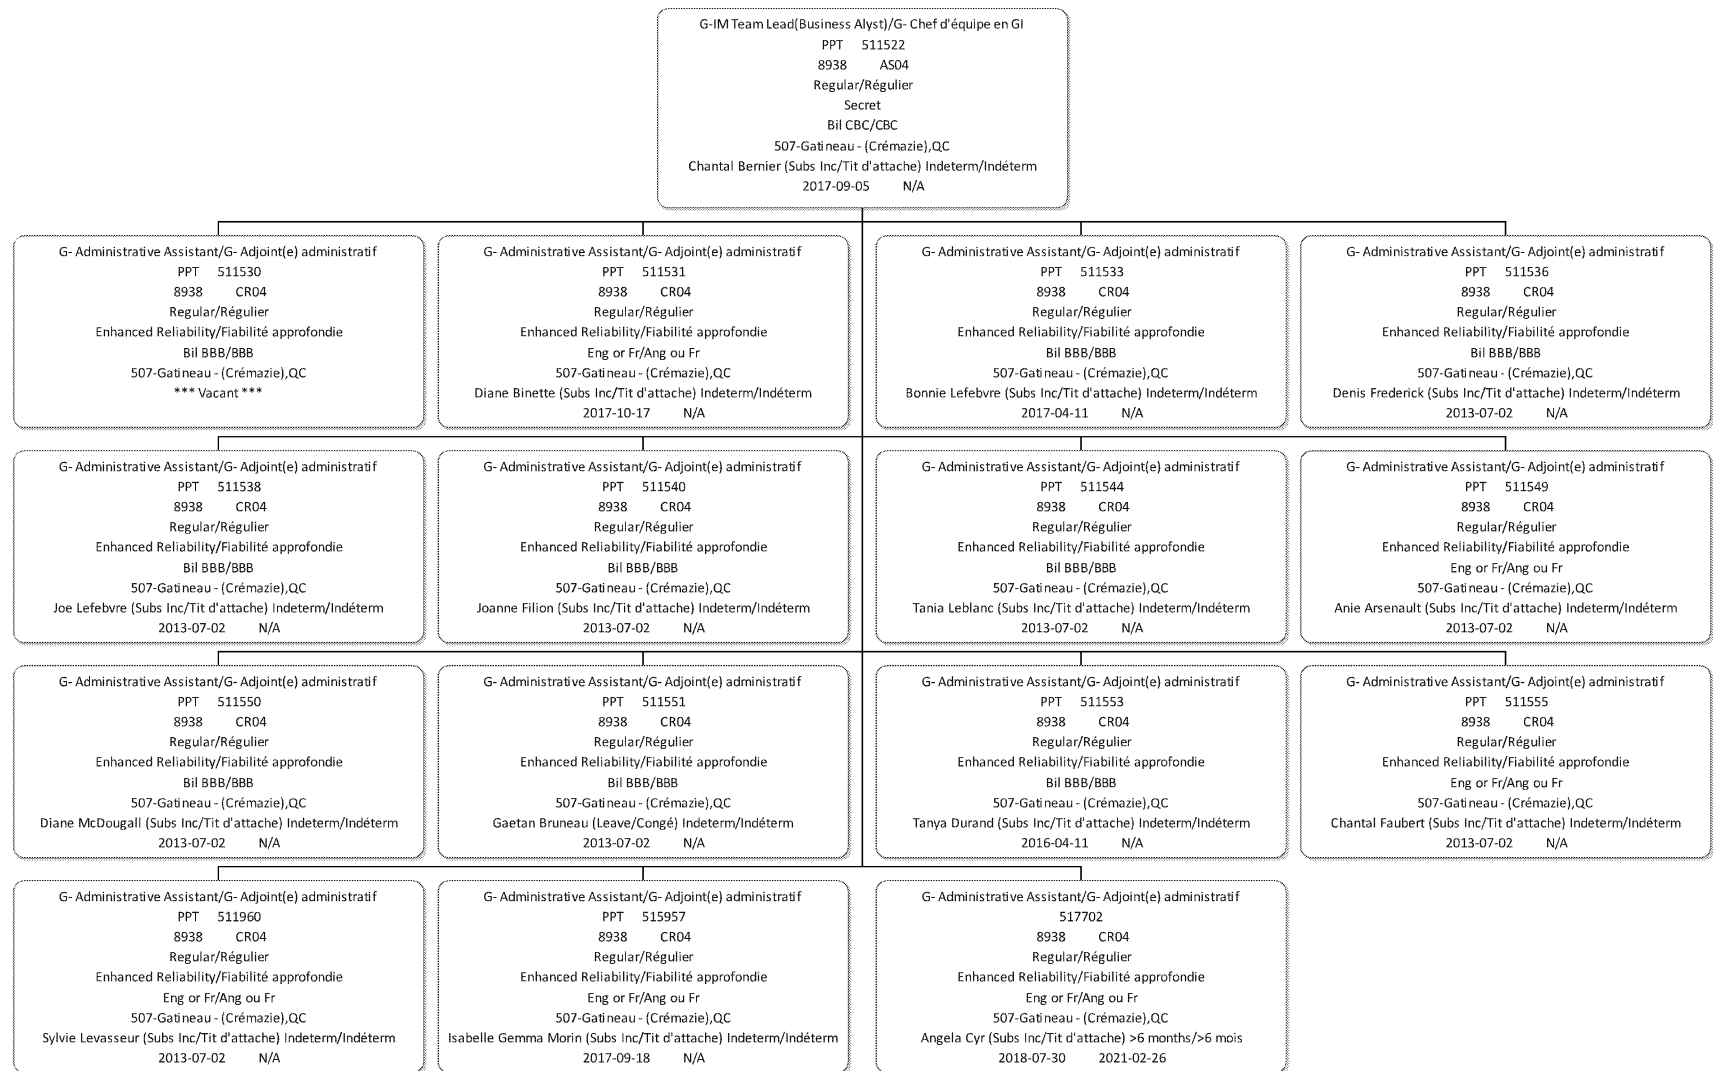 G-IM Team Lead(Business Alyst)/G- Chef d'équipe en GI
PPT 511522
8938 AS04
Regular/Régulier
Secret
Bil CBC/CBC
507-Gatineau - (Crémazie),QC
Chantal Bernier (Subs Inc/Tit d'attache) Indeterm/Indéterm
2017-09-05 N/A
G- Administrative Assistant/G- Adjoint(e) administratif
PPT 511530
8938 CR04
Regular/Régulier
Enhanced Reliability/Fiabilité approfondie
Bil BBB/BBB
507-Gatineau - (Crémazie),QC
*** Vacant ***
G- Administrative Assistant/G- Adjoint(e) administratif
PPT 511531
8938 CR04
Regular/Régulier
Enhanced Reliability/Fiabilité approfondie
Eng or Fr/Ang ou Fr
507-Gatineau - (Crémazie),QC
Diane Binette (Subs Inc/Tit d'attache) Indeterm/Indéterm
2017-10-17 N/A
G- Administrative Assistant/G- Adjoint(e) administratif
PPT 511533
8938 CR04
Regular/Régulier
Enhanced Reliability/Fiabilité approfondie
Bil BBB/BBB
507-Gatineau - (Crémazie),QC
Bonnie Lefebvre (Subs Inc/Tit d'attache) Indeterm/Indéterm
2017-04-11 N/A
G- Administrative Assistant/G- Adjoint(e) administratif
PPT 511536
8938 CR04
Regular/Régulier
Enhanced Reliability/Fiabilité approfondie
Bil BBB/BBB
507-Gatineau - (Crémazie),QC
Denis Frederick (Subs Inc/Tit d'attache) Indeterm/Indéterm
2013-07-02 N/A
G- Administrative Assistant/G- Adjoint(e) administratif
PPT 511538
8938 CR04
Regular/Régulier
Enhanced Reliability/Fiabilité approfondie
Bil BBB/BBB
507-Gatineau - (Crémazie),QC
Joe Lefebvre (Subs Inc/Tit d'attache) Indeterm/Indéterm
2013-07-02 N/A
G- Administrative Assistant/G- Adjoint(e) administratif
PPT 511540
8938 CR04
Regular/Régulier
Enhanced Reliability/Fiabilité approfondie
Bil BBB/BBB
507-Gatineau - (Crémazie),QC
Joanne Filion (Subs Inc/Tit d'attache) Indeterm/Indéterm
2013-07-02 N/A
G- Administrative Assistant/G- Adjoint(e) administratif
PPT 511544
8938 CR04
Regular/Régulier
Enhanced Reliability/Fiabilité approfondie
Bil BBB/BBB
507-Gatineau - (Crémazie),QC
Tania Leblanc (Subs Inc/Tit d'attache) Indeterm/Indéterm
2013-07-02 N/A
G- Administrative Assistant/G- Adjoint(e) administratif
PPT 511549
8938 CR04
Regular/Régulier
Enhanced Reliability/Fiabilité approfondie
Eng or Fr/Ang ou Fr
507-Gatineau - (Crémazie),QC
Anie Arsenault (Subs Inc/Tit d'attache) Indeterm/Indéterm
2013-07-02 N/A
G- Administrative Assistant/G- Adjoint(e) administratif
PPT 511550
8938 CR04
Regular/Régulier
Enhanced Reliability/Fiabilité approfondie
Bil BBB/BBB
507-Gatineau - (Crémazie),QC
Diane McDougall (Subs Inc/Tit d'attache) Indeterm/Indéterm
2013-07-02 N/A
G- Administrative Assistant/G- Adjoint(e) administratif
PPT 511551
8938 CR04
Regular/Régulier
Enhanced Reliability/Fiabilité approfondie
Bil BBB/BBB
507-Gatineau - (Crémazie),QC
Gaetan Bruneau (Leave/Congé) Indeterm/Indéterm
2013-07-02 N/A
G- Administrative Assistant/G- Adjoint(e) administratif
PPT 511553
8938 CR04
Regular/Régulier
Enhanced Reliability/Fiabilité approfondie
Bil BBB/BBB
507-Gatineau - (Crémazie),QC
Tanya Durand (Subs Inc/Tit d'attache) Indeterm/Indéterm
2016-04-11 N/A
G- Administrative Assistant/G- Adjoint(e) administratif
PPT 511555
8938 CR04
Regular/Régulier
Enhanced Reliability/Fiabilité approfondie
Eng or Fr/Ang ou Fr
507-Gatineau - (Crémazie),QC
Chantal Faubert (Subs Inc/Tit d'attache) Indeterm/Indéterm
2013-07-02 N/A
G- Administrative Assistant/G- Adjoint(e) administratif
PPT 511960
8938 CR04
Regular/Régulier
Enhanced Reliability/Fiabilité approfondie
Eng or Fr/Ang ou Fr
507-Gatineau - (Crémazie),QC
Sylvie Levasseur (Subs Inc/Tit d'attache) Indeterm/Indéterm
2013-07-02 N/A
G- Administrative Assistant/G- Adjoint(e) administratif
PPT 515957
8938 CR04
Regular/Régulier
Enhanced Reliability/Fiabilité approfondie
Eng or Fr/Ang ou Fr
507-Gatineau - (Crémazie),QC
Isabelle Gemma Morin (Subs Inc/Tit d'attache) Indeterm/Indéterm
2017-09-18 N/A
G- Administrative Assistant/G- Adjoint(e) administratif
517702
8938 CR04
Regular/Régulier
Enhanced Reliability/Fiabilité approfondie
Eng or Fr/Ang ou Fr
507-Gatineau - (Crémazie),QC
Angela Cyr (Subs Inc/Tit d'attache) >6 months/>6 mois
2018-07-30 2021-02-26